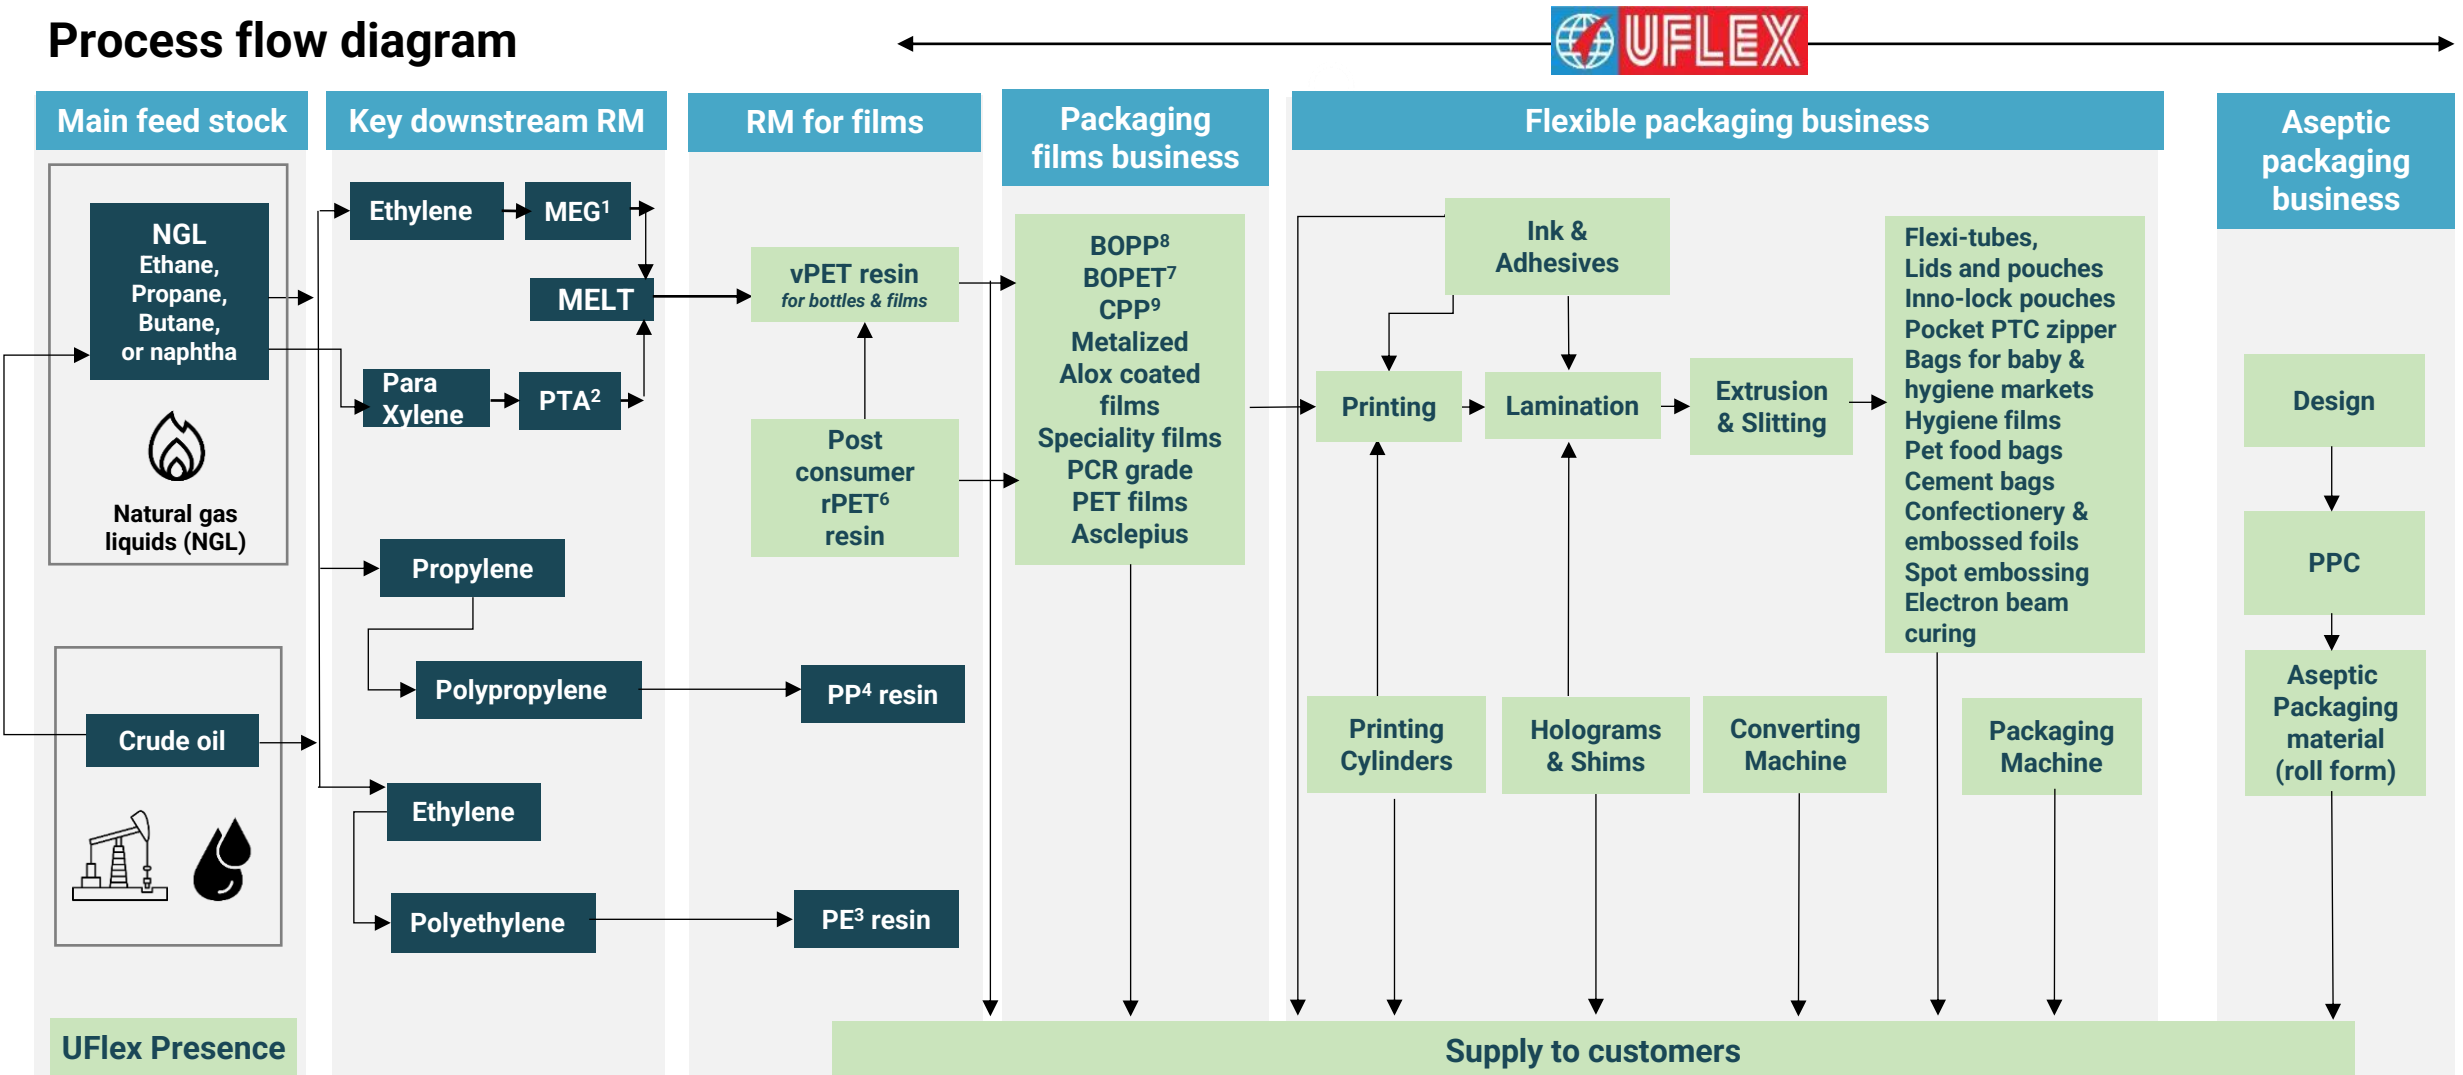 Process flow diagram
UFLEX
Main feed stock
Key downstream RM
RM for films
Packaging
films business
Flexible packaging business
Aseptic
packaging
business
NGL
Ethane,
Propane,
Butane,
or naphtha
Natural gas
liquids (NGL)
Crude oil
UFlex Presence
Ethylene
MEG¹
MELT
Para
Xylene
PTA²
Propylene
Polypropylene
Ethylene
Polyethylene
vPET resin
for bottles & films
Post
consumer
rPET⁶
resin
PP⁴ resin
PE³ resin
BOPP⁸
BOPET⁷
CPP⁹
Metalized
Alox coated
films
Speciality films
PCR grade
PET films
Asclepius
Ink &
Adhesives
Printing
Lamination
Extrusion
& Slitting
Flexi-tubes,
Lids and pouches
Inno-lock pouches
Pocket PTC zipper
Bags for baby &
hygiene markets
Hygiene films
Pet food bags
Cement bags
Confectionery &
embossed foils
Spot embossing
Electron beam
curing
Printing
Cylinders
Holograms
& Shims
Converting
Machine
Packaging
Machine
Design
PPC
Aseptic
Packaging
material
(roll form)
Supply to customers